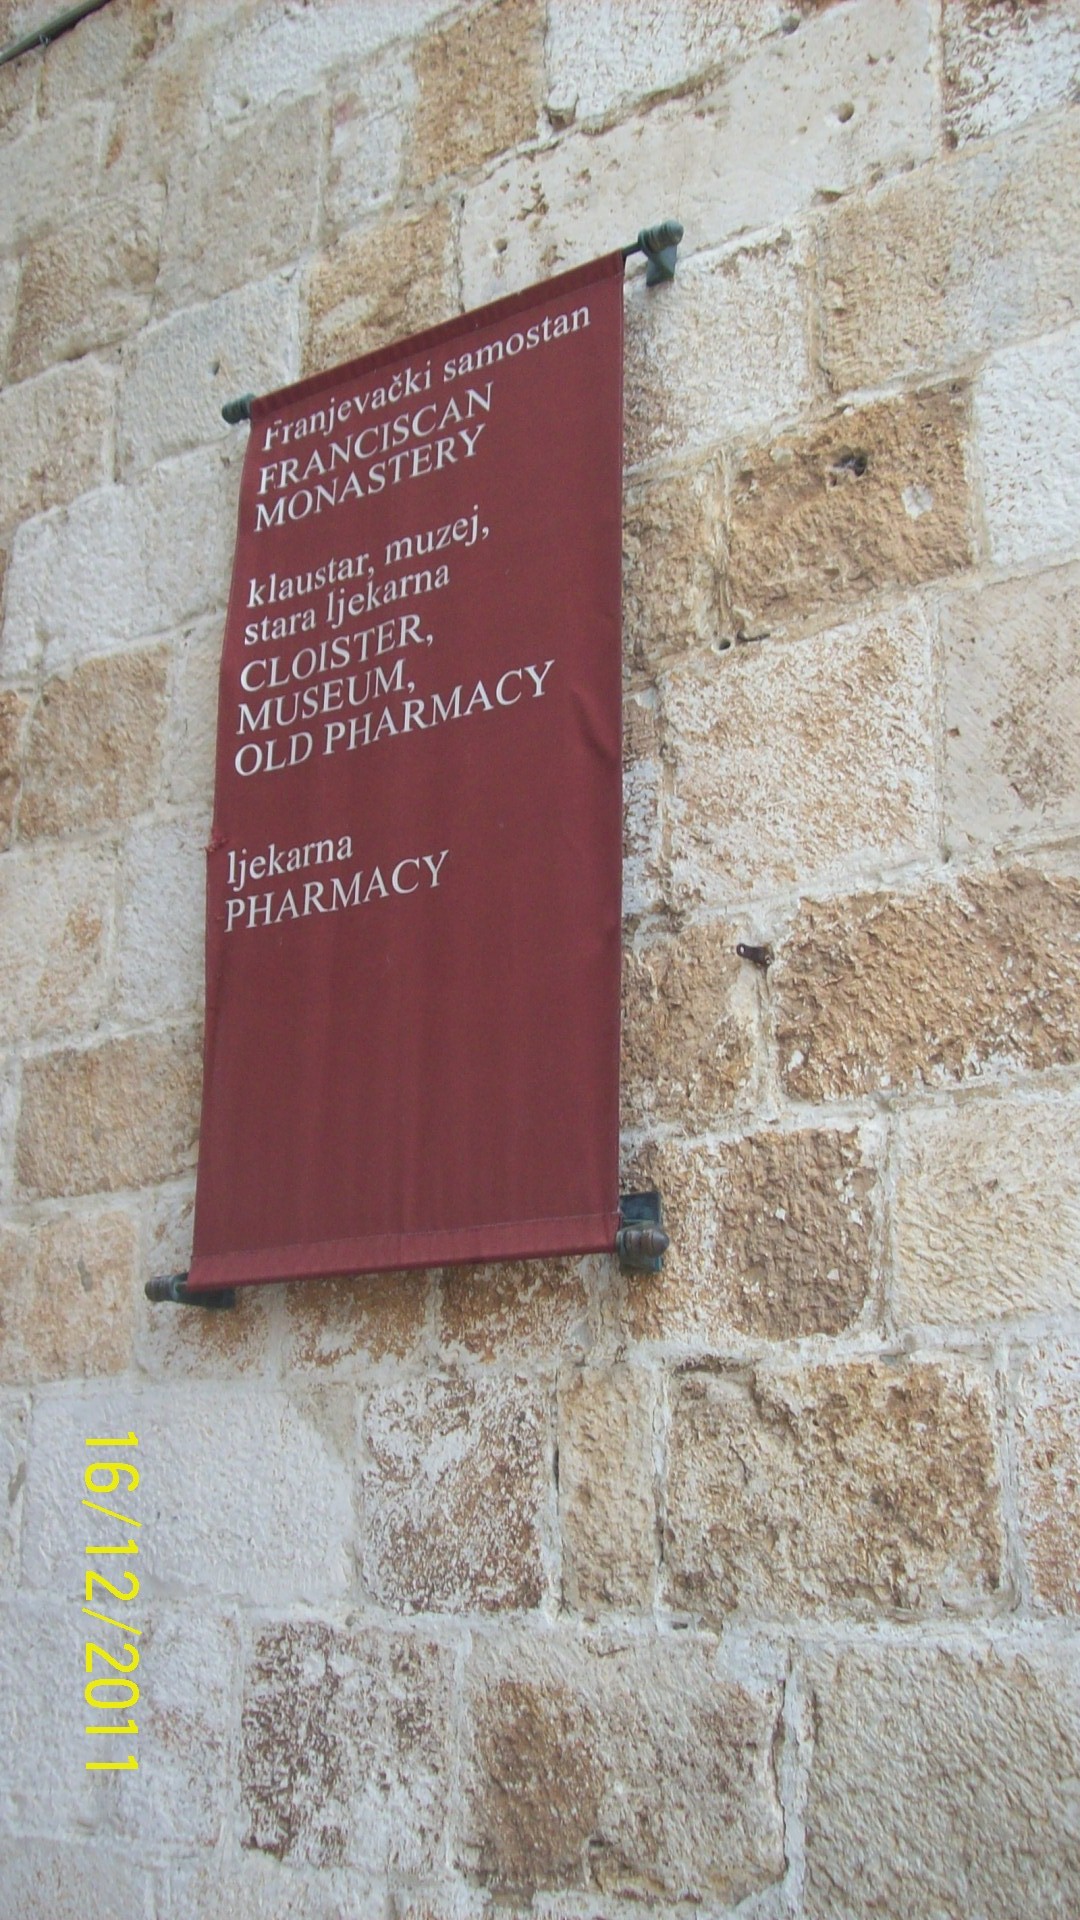 Franjevački samostan
FRANCISCAN
MONASTERY
klaustar, muzej,
stara ljekarna
CLOISTER,
MUSEUM,
OLD PHARMACY
ljekarna
PHARMACY
16/12/2011